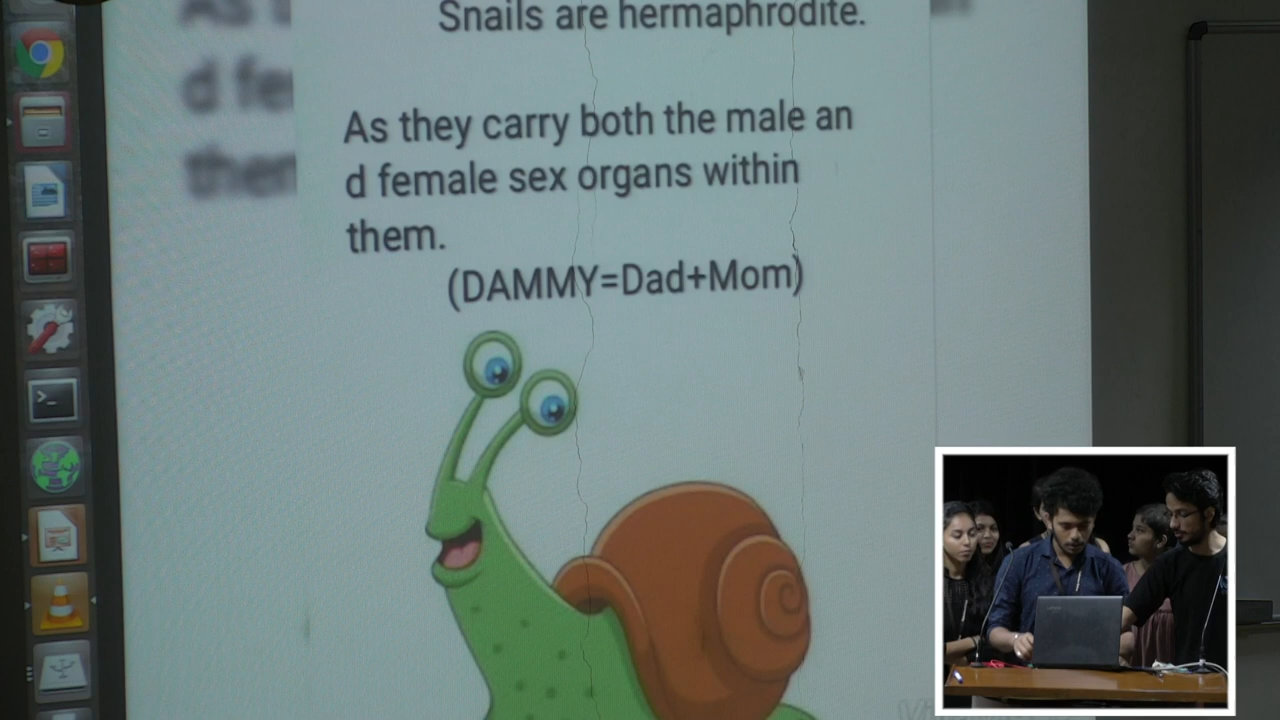 Snails are hermaphrodite.
As they carry both the male an
d female sex organs within
them.
(DAMMY=Dad+Mom)